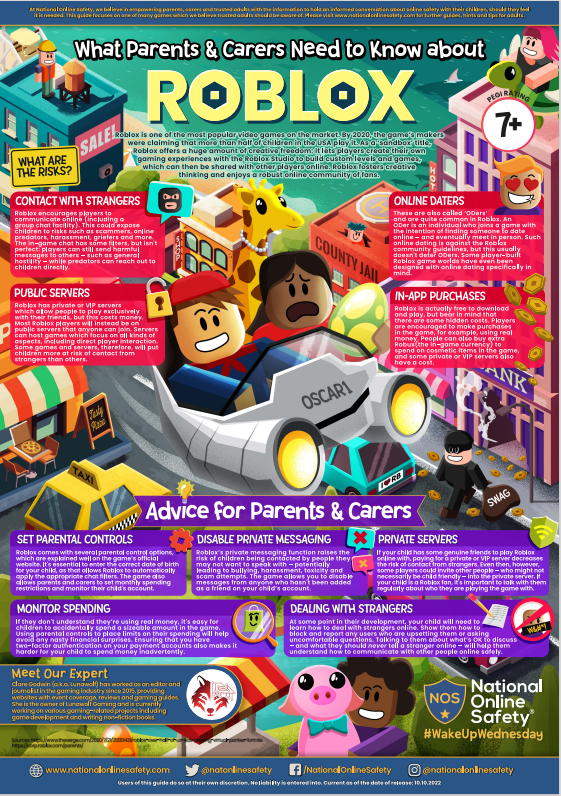 At National Online Safety, we believe in empowering parents, carers and trusted adults with the information to hold an informed conversation about online safety with their children, should they feel
it is needed. This guide focuses on one of many games which we believe trusted adults should be aware of. Please visit www.nationalonlinesafety.com for further guides, hints and tips for adults.
What Parents & Carers Need to Know about
ROBLOX
PEGI RATING
7+
Roblox is one of the most popular video games on the market. By 2020, the game's makers
were claiming that more than half of children in the USA play it. As a 'sandbox' title,
Roblox offers a huge amount of creative freedom: it lets players create their own
gaming experiences with the Roblox Studio to build custom levels and games,
which can then be shared with other players online. Roblox fosters creative
thinking and enjoys a robust online community of fans.
SALE!
WHAT ARE
THE RISKS?
CONTACT WITH STRANGERS
Roblox encourages players to
communicate online (including a
group chat facility). This could expose
children to risks such as scammers, online
predators, harassment, griefers and more.
The in-game chat has some filters, but isn't
perfect: players can still send harmful
messages to others – such as general
hostility – while predators can reach out to
children directly.
ONLINE DATERS
These are also called 'ODers'
and are quite common in Roblox. An
ODer is an individual who joins a game with
the intention of finding someone to date
online – and eventually meet in person. Such
online dating is against the Roblox
community guidelines, but this usually
doesn't deter ODers. Some player-built
Roblox game worlds have even been
designed with online dating specifically in
mind.
COUNTY JAIL
PUBLIC SERVERS
Roblox has private or VIP servers
which allow people to play exclusively
with their friends, but this costs money.
Most Roblox players will instead be on
public servers that anyone can join. Servers
can host games which focus on all kinds of
aspects, including direct player interaction.
Some games and servers, therefore, will put
children more at risk of contact from
strangers than others.
IN-APP PURCHASES
Roblox is actually free to download
and play, but bear in mind that
there are some hidden costs. Players
are encouraged to make purchases
in the game, for example, using real
money. People can also buy extra
Robux (the in-game currency) to
spend on cosmetic items in the game,
and some private or VIP servers also
have a cost.
BANK
OSCAR1
Tasty
Pizza
TAXI
I ♥ RB
SWAG
Advice for Parents & Carers
SET PARENTAL CONTROLS
Roblox comes with several parental control options,
which are explained well on the game's official
website. It's essential to enter the correct date of birth
for your child, as that allows Roblox to automatically
apply the appropriate chat filters. The game also
allows parents and carers to set monthly spending
restrictions and monitor their child's account.
DISABLE PRIVATE MESSAGING
Roblox's private messaging function raises the
risk of children being contacted by people they
may not want to speak with – potentially
leading to bullying, harassment, toxicity and
scam attempts. The game allows you to disable
messages from anyone who hasn't been added
as a friend on your child's account.
PRIVATE SERVERS
If your child has some genuine friends to play Roblox
online with, paying for a private or VIP server decreases
the risk of contact from strangers. Even then, however,
some players could invite other people – who might not
necessarily be child friendly – into the private server. If
your child is a Roblox fan, it's important to talk with them
regularly about who they are playing the game with.
MONITOR SPENDING
If they don't understand they're using real money, it's easy for
children to accidentally spend a sizeable amount in the game.
Using parental controls to place limits on their spending will help
avoid any nasty financial surprises. Ensuring that you have
two-factor authentication on your payment accounts also makes it
harder for your child to spend money inadvertently.
DEALING WITH STRANGERS
At some point in their development, your child will need to
learn how to deal with strangers online. Show them how to
block and report any users who are upsetting them or asking
uncomfortable questions. Talking to them about what's OK to discuss
– and what they should never tell a stranger online – will help them
understand how to communicate with other people online safely.
Meet Our Expert
Clare Godwin (a.k.a. Lunawolf) has worked as an editor and
journalist in the gaming industry since 2015, providing
websites with event coverage, reviews and gaming guides.
She is the owner of Lunawolf Gaming and is currently
working on various gaming-related projects including
game development and writing non-fiction books.
NOS
National
Online
Safety®
#WakeUpWednesday
www.nationalonlinesafety.com
@natonlinesafety
/NationalOnlineSafety
@nationalonlinesafety
Users of this guide do so at their own discretion. No liability is entered into. Current as of the date of release: 10.10.2022